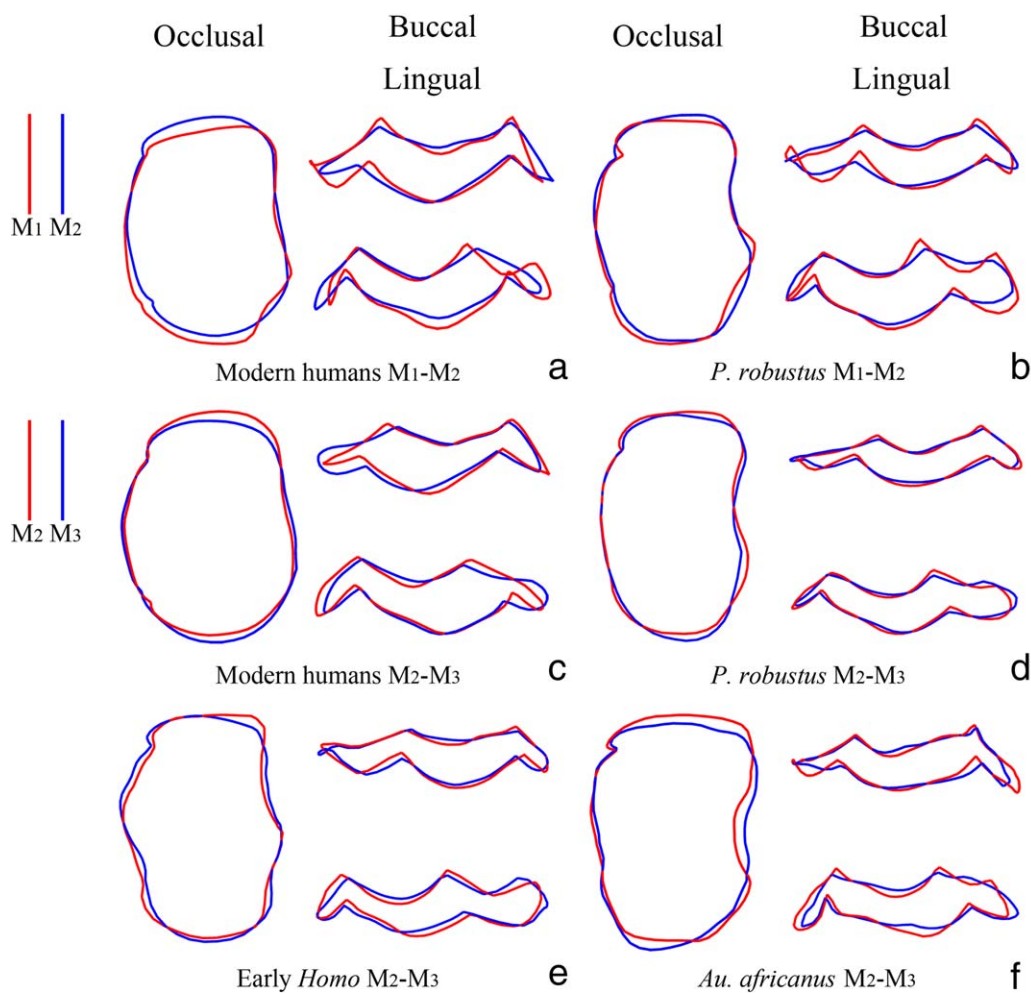 Occlusal
Buccal
Lingual
Occlusal
Buccal
Lingual
M1 M2
Modern humans M1-M2
a
P. robustus M1-M2
b
M2 M3
Modern humans M2-M3
c
P. robustus M2-M3
d
Early Homo M2-M3
e
Au. africanus M2-M3
f